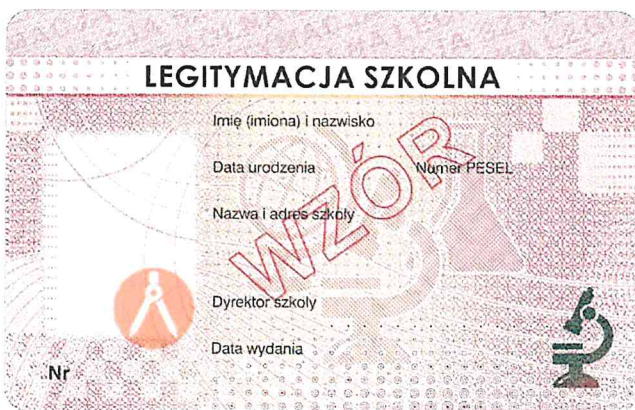 LEGITYMACJA SZKOLNA
Imię (imiona) i nazwisko
Data urodzenia Numer PESEL
Nazwa i adres szkoły
WZÓR
Dyrektor szkoły
Data wydania
Nr